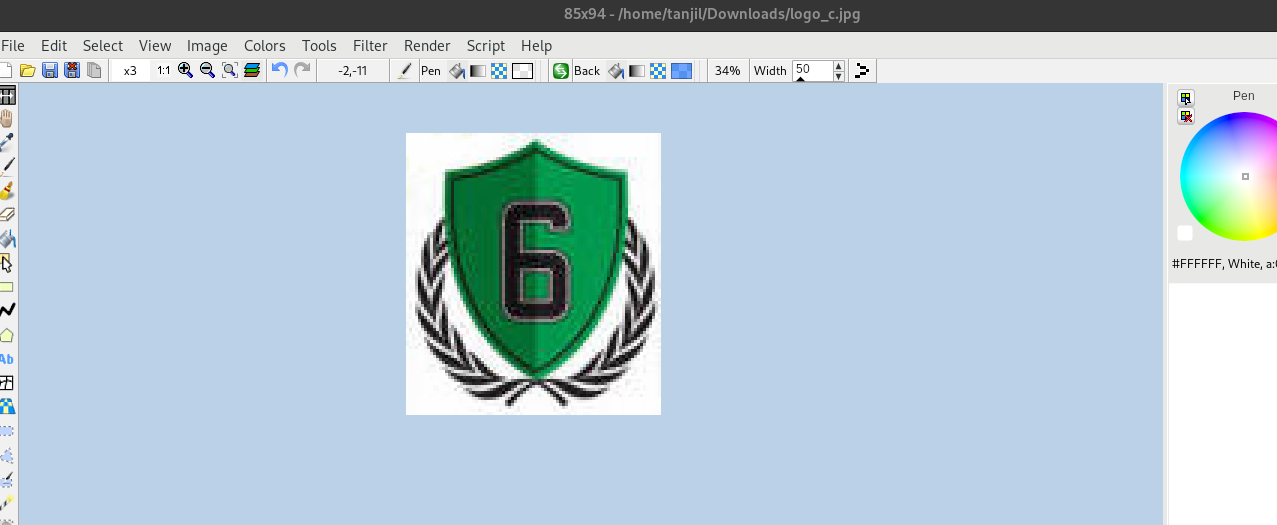 85x94 - /home/tanjil/Downloads/logo_c.jpg
File Edit Select View Image Colors Tools Filter Render Script Help
x3 1:1 -2,-11 Pen Back 34% Width 50
Pen
6
#FFFFFF, White, a:
Ab